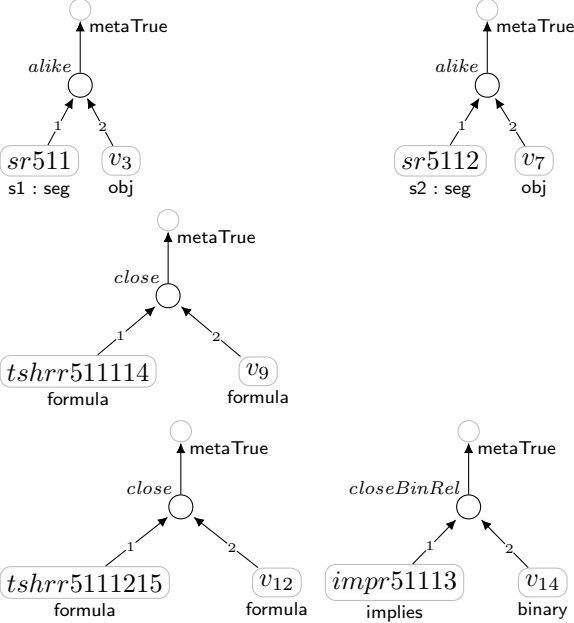 metaTrue metaTrue
alike alike
1 2 1 2
sr511 v3 sr5112 v7
s1 : seg obj s2 : seg obj
metaTrue
close
1 2
tshrr511114 v9
formula formula
metaTrue metaTrue
close closeBinRel
1 2 1 2
tshrr5111215 v12 impr51113 v14
formula formula implies binary